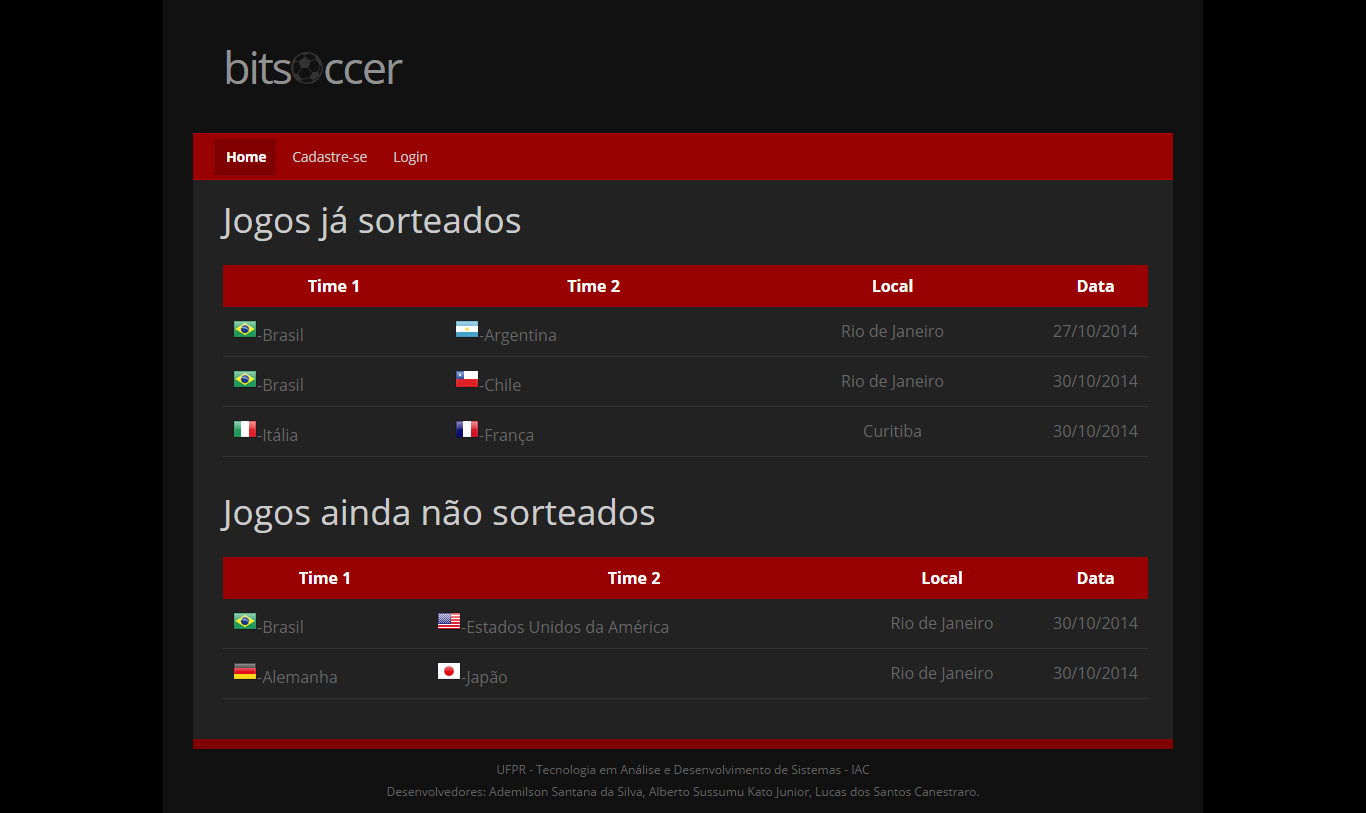 bitsoccer
Home Cadastre-se Login
Jogos já sorteados
Time 1 Time 2 Local Data
-Brasil -Argentina Rio de Janeiro 27/10/2014
-Brasil -Chile Rio de Janeiro 30/10/2014
-Itália -França Curitiba 30/10/2014
Jogos ainda não sorteados
Time 1 Time 2 Local Data
-Brasil -Estados Unidos da América Rio de Janeiro 30/10/2014
-Alemanha -Japão Rio de Janeiro 30/10/2014
UFPR - Tecnologia em Análise e Desenvolvimento de Sistemas - IAC
Desenvolvedores: Ademilson Santana da Silva, Alberto Sussumu Kato Junior, Lucas dos Santos Canestraro.